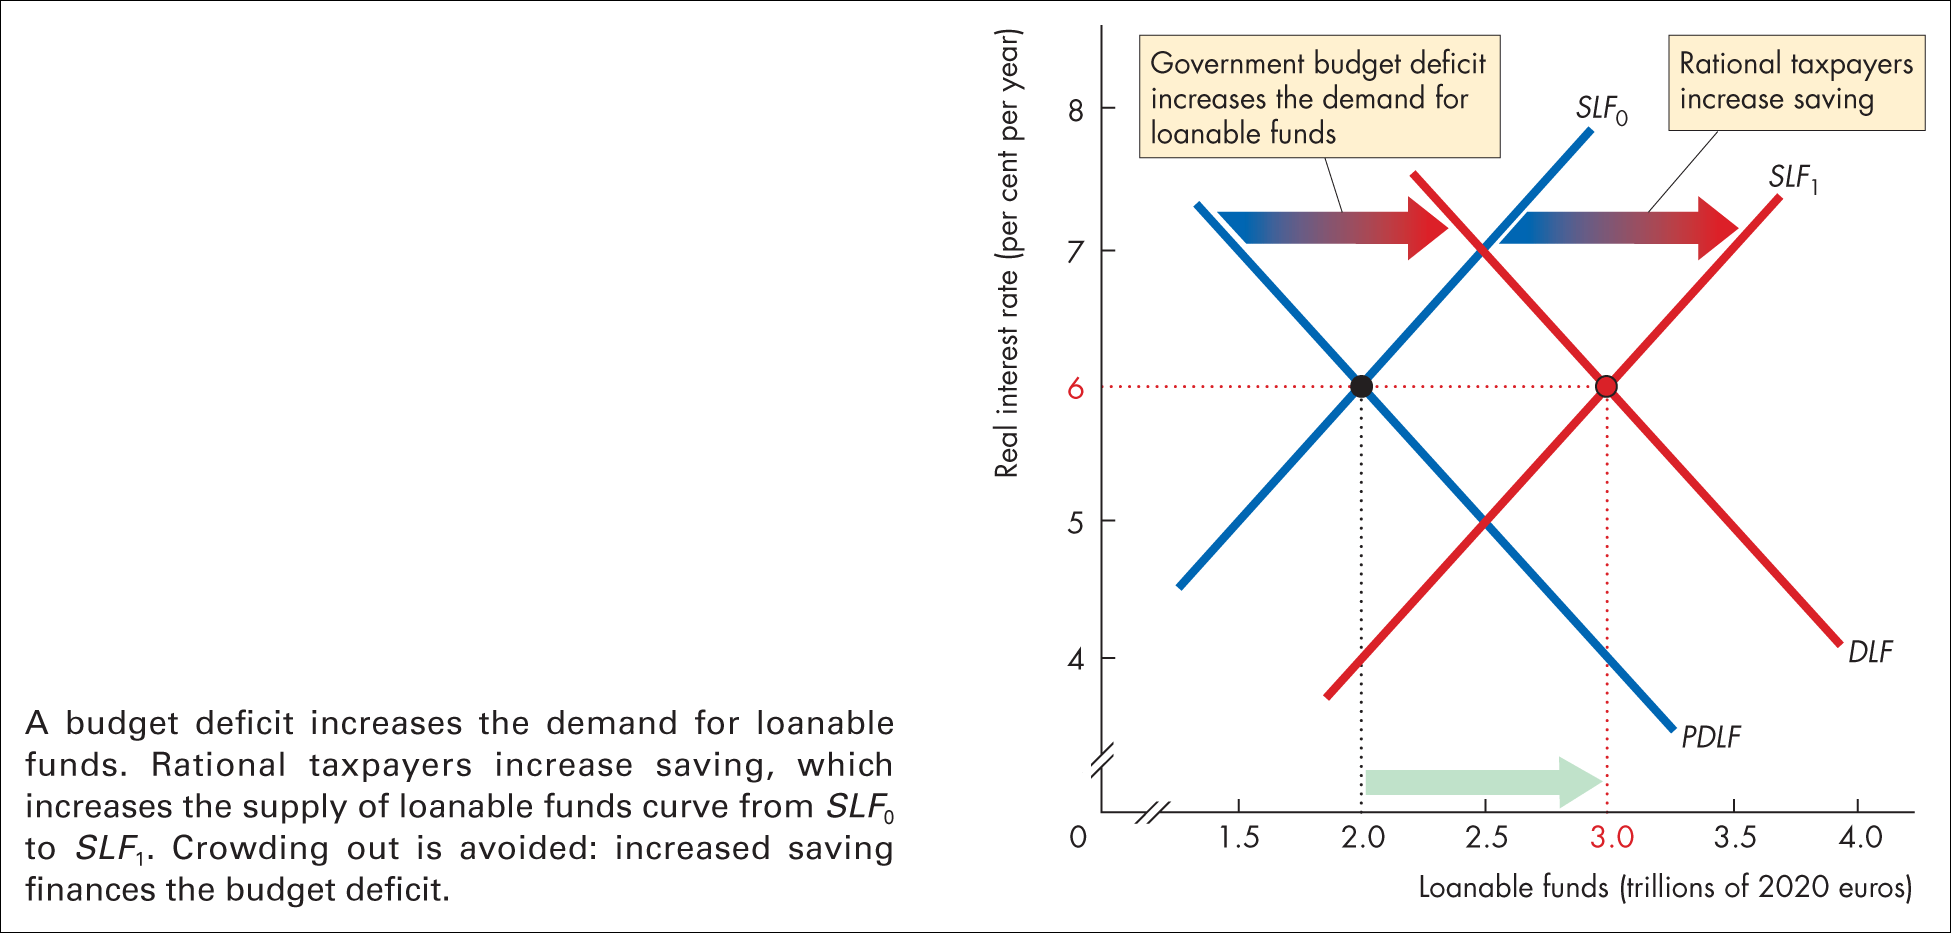 A budget deficit increases the demand for loanable
funds. Rational taxpayers increase saving, which
increases the supply of loanable funds curve from SLF0
to SLF1. Crowding out is avoided: increased saving
finances the budget deficit.
Real interest rate (per cent per year)
Government budget deficit
increases the demand for
loanable funds
Rational taxpayers
increase saving
SLF0
SLF1
8
7
6
5
4
DLF
PDLF
0
1.5
2.0
2.5
3.0
3.5
4.0
Loanable funds (trillions of 2020 euros)